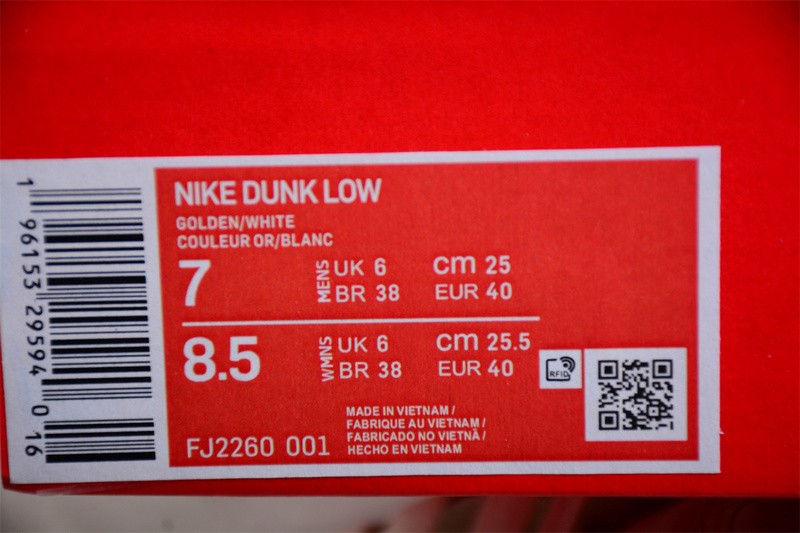 NIKE DUNK LOW
GOLDEN/WHITE
COULEUR OR/BLANC
7 MENS UK 6 cm 25
BR 38 EUR 40
8.5 WMNS UK 6 cm 25.5
BR 38 EUR 40
RFID
MADE IN VIETNAM /
FABRIQUE AU VIETNAM /
FABRICADO NO VIETNÃ /
HECHO EN VIETNAM
FJ2260 001
1 96153 29594 0 16